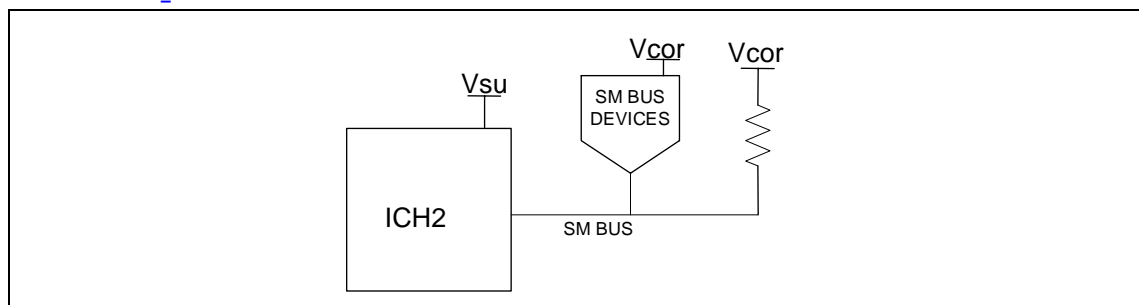 Vcor
Vcor
Vsu
SM BUS
DEVICES
ICH2
SM BUS